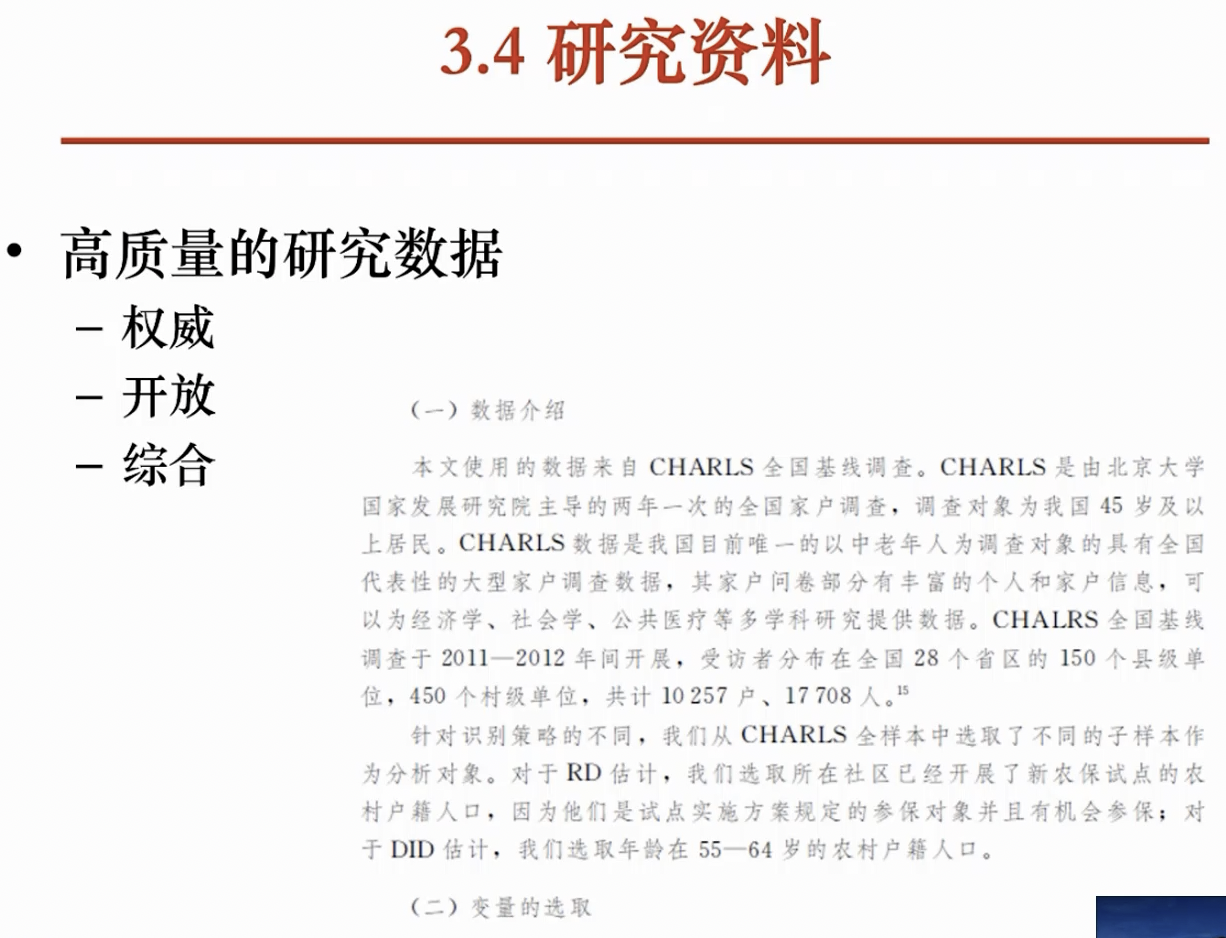 3.4 研究资料
• 高质量的研究数据
– 权威
– 开放
– 综合
（一）数据介绍
本文使用的数据来自 CHARLS 全国基线调查。CHARLS 是由北京大学
国家发展研究院主导的两年一次的全国家户调查，调查对象为我国 45 岁及以
上居民。CHARLS 数据是我国目前唯一的以中老年人为调查对象的具有全国
代表性的大型家户调查数据，其家户问卷部分有丰富的个人和家户信息，可
以为经济学、社会学、公共医疗等多学科研究提供数据。CHALRS 全国基线
调查于 2011—2012 年间开展，受访者分布在全国 28 个省区的 150 个县级单
位，450 个村级单位，共计 10 257 户、17 708 人。15
针对识别策略的不同，我们从 CHARLS 全样本中选取了不同的子样本作
为分析对象。对于 RD 估计，我们选取所在社区已经开展了新农保试点的农
村户籍人口，因为他们是试点实施方案规定的参保对象并且有机会参保；对
于 DID 估计，我们选取年龄在 55—64 岁的农村户籍人口。
（二）变量的选取